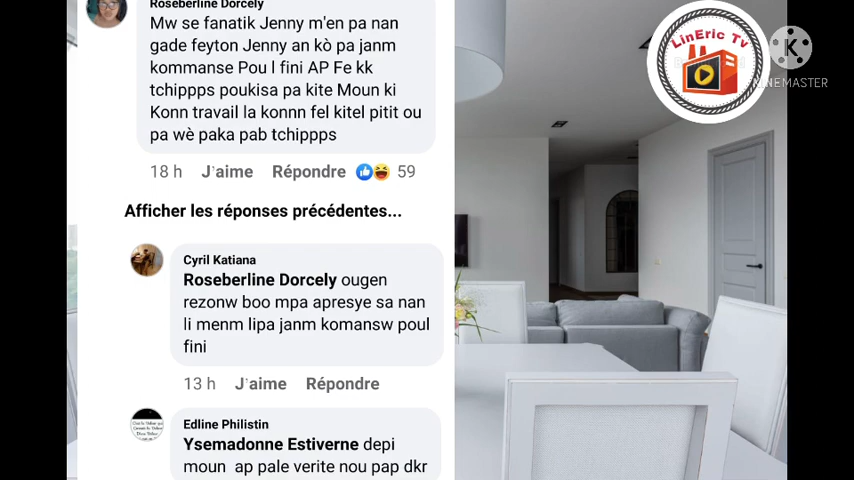 Roseberline Dorcely
Mw se fanatik Jenny m'en pa nan
gade feyton Jenny an kò pa janm
kommanse Pou l fini AP Fe kk
tchippps poukisa pa kite Moun ki
Konn travail la konnn fel kitel pitit ou
pa wè paka pab tchippps
18 h J'aime Répondre 59
Afficher les réponses précédentes...
Cyril Katiana
Roseberline Dorcely ougen
rezonw boo mpa apresye sa nan
li menm lipa janm komansw poul
fini
13 h J'aime Répondre
Edline Philistin
Ysemadonne Estiverne depi
moun ap pale verite nou pap dkr
LinEric Tv
K
KINEMASTER